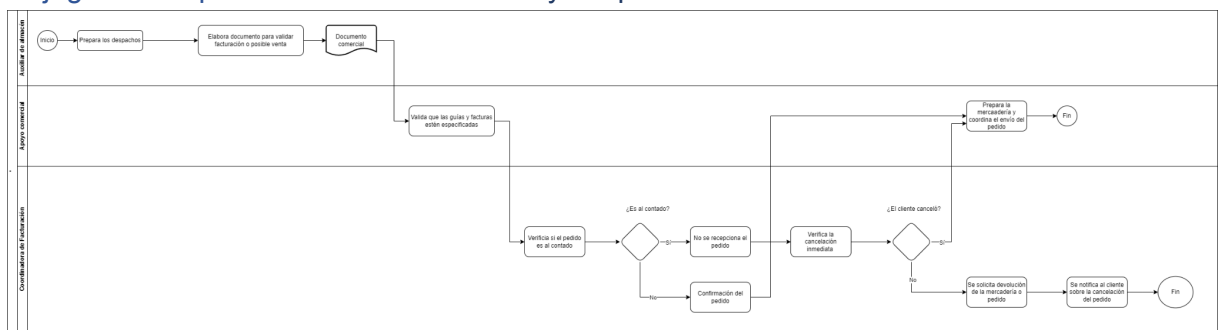 Auxiliar de almacén
Inicio
Prepara los despachos
Elabora documento para validar
facturación o posible venta
Documento
comercial
Apoyo comercial
Valida que las guías y facturas
estén especificadas
Prepara la
mercaadería y
coordina el envío del
pedido
Fin
Coordinadora de Facturación
¿Es al contado?
¿El cliente canceló?
Verificia si el pedido
es al contado
Sí
No se recepciona el
pedido
Verifica la
cancelación
inmediata
Sí
No
Confirmación del
pedido
No
Se solicita devolución
de la mercadería o
pedido
Se notifica al cliente
sobre la cancelación
del pedido
Fin